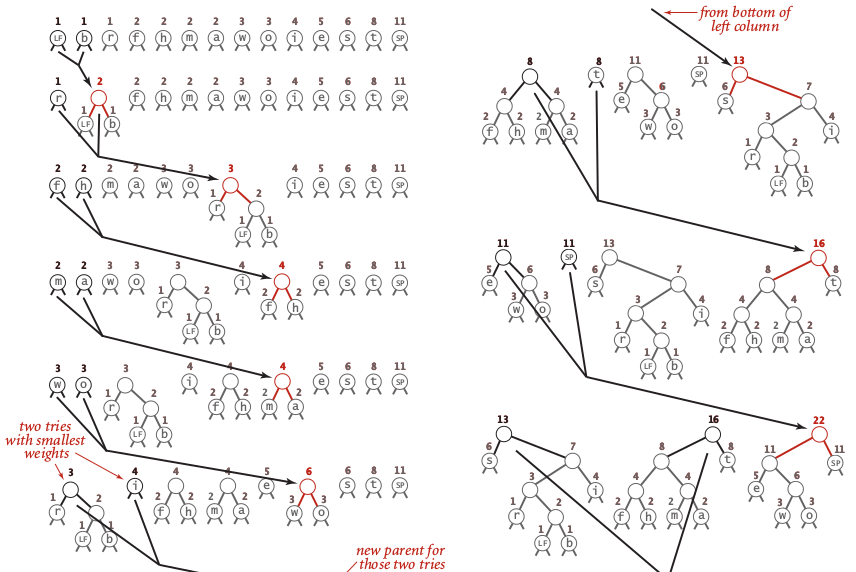 1 1 2 2 2 2 2 3 3 4 5 6 8 11
LF b r f h m a w o i e s t SP
1 2 2 2 2 2 3 3 4 5 6 8 11
r f h m a w o i e s t SP
1 1
LF b
2 2 2 2 2 3 3 3 4 5 6 8 11
f h m a w o i e s t SP
1 2
r
1 1
LF b
2 2 3 3 3 4 4 5 6 8 11
m a w o i e s t SP
1 2 2 2
r f h
1 1
LF b
3 3 3 4 4 4 5 6 8 11
w o i e s t SP
1 2 2 2 2 2
r f h m a
1 1
LF b
two tries
with smallest
weights
3 4 4 4 5 6 6 8 11
i e s t SP
1 2 2 2 2 2 3 3
r f h m a w o
1 1
LF b
new parent for
those two tries
from bottom of
left column
8 8 11 11 13
t SP
4 4 5 6 6 7
e s
2 2 2 2 3 3 3 4
f h m a w o i
1 2
r
1 1
LF b
11 11 13 16
SP
5 6 6 7 8 8
e s t
3 3 3 4 4 4
w o i
1 2 2 2 2 2
r f h m a
1 1
LF b
13 16 22
6 7 8 8 11 11
s t SP
3 4 4 4 5 6
i e
1 2 2 2 2 2 3 3
r f h m a w o
1 1
LF b